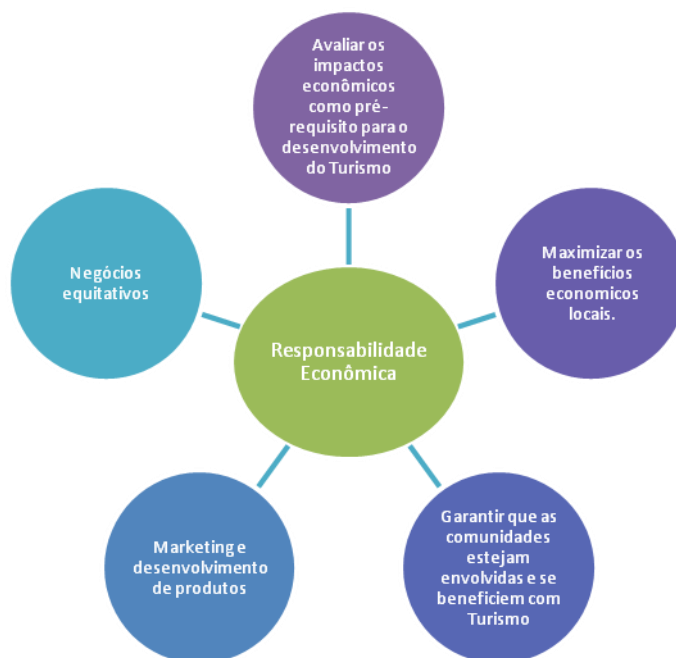 Avaliar os
impactos
econômicos
como pré-
requisito para o
desenvolvimento
do Turismo
Negócios
equitativos
Maximizar os
benefícios
economicos
locais.
Responsabilidade
Econômica
Marketing e
desenvolvimento
de produtos
Garantir que as
comunidades
estejam
envolvidas e se
beneficiem com
Turismo